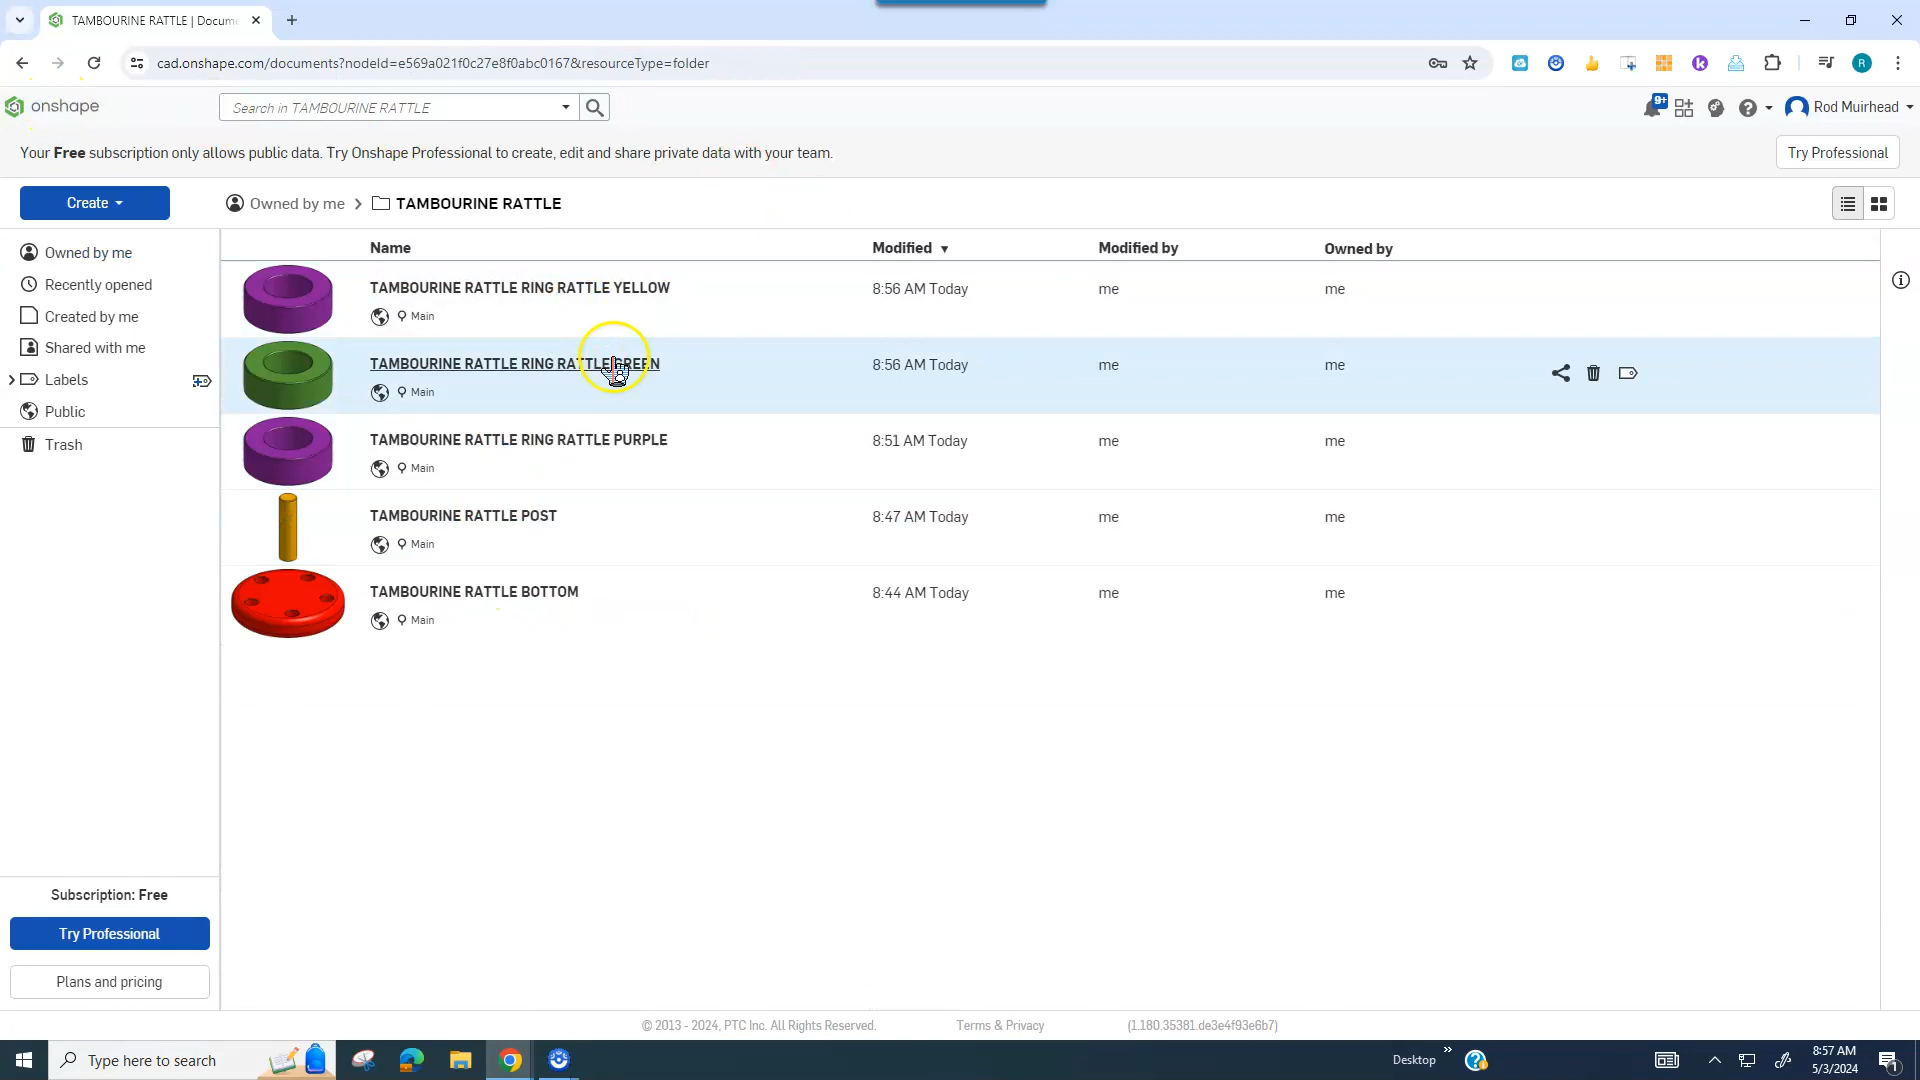 TAMBOURINE RATTLE | Docum
cad.onshape.com/documents?nodeId=e569a021f0c27e8f0abc0167&resourceType=folder
R
onshape
Search in TAMBOURINE RATTLE
9+
Rod Muirhead
Your Free subscription only allows public data. Try Onshape Professional to create, edit and share private data with your team.
Try Professional
Create
Owned by me > TAMBOURINE RATTLE
Owned by me
Recently opened
Created by me
Shared with me
Labels
Public
Trash
Name Modified Modified by Owned by
TAMBOURINE RATTLE RING RATTLE YELLOW 8:56 AM Today me me
Main
TAMBOURINE RATTLE RING RATTLE GREEN 8:56 AM Today me me
Main
TAMBOURINE RATTLE RING RATTLE PURPLE 8:51 AM Today me me
Main
TAMBOURINE RATTLE POST 8:47 AM Today me me
Main
TAMBOURINE RATTLE BOTTOM 8:44 AM Today me me
Main
Subscription: Free
Try Professional
Plans and pricing
© 2013 - 2024, PTC Inc. All Rights Reserved. Terms & Privacy (1.180.35381.de3e4f93e6b7)
Type here to search
Desktop
8:57 AM
5/3/2024
1